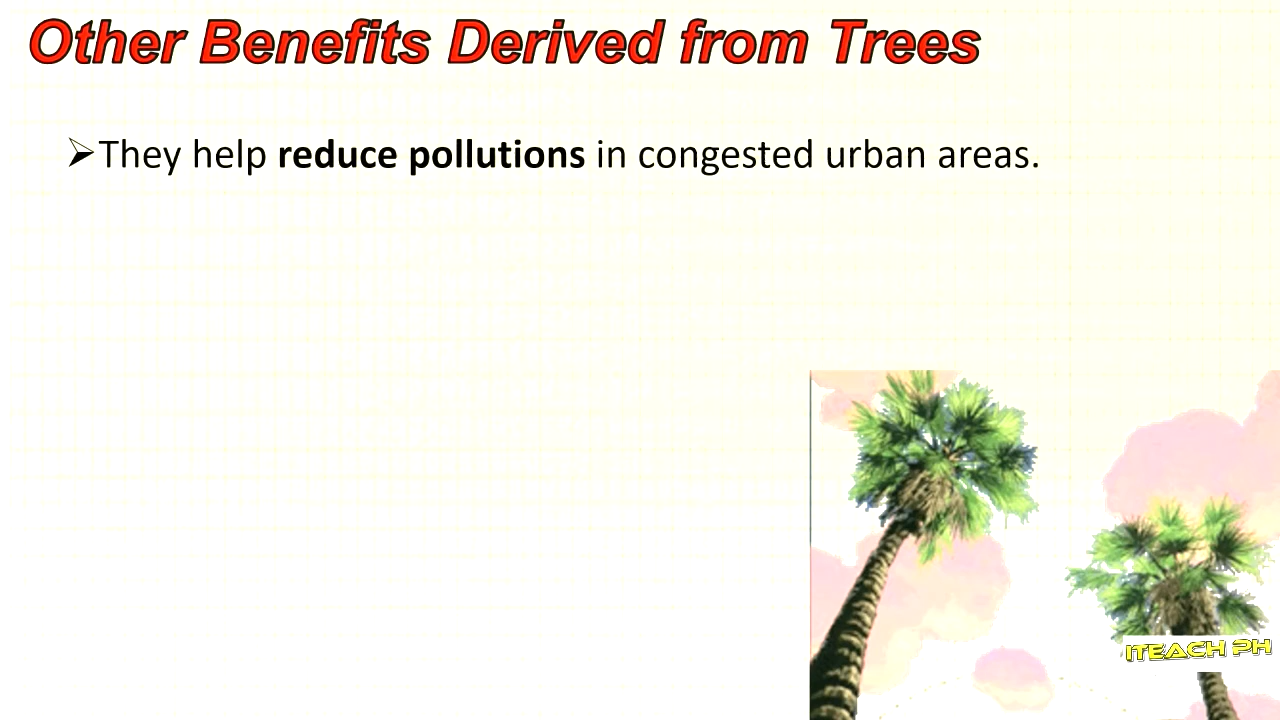 Other Benefits Derived from Trees
➢They help reduce pollutions in congested urban areas.
ITEACH PH